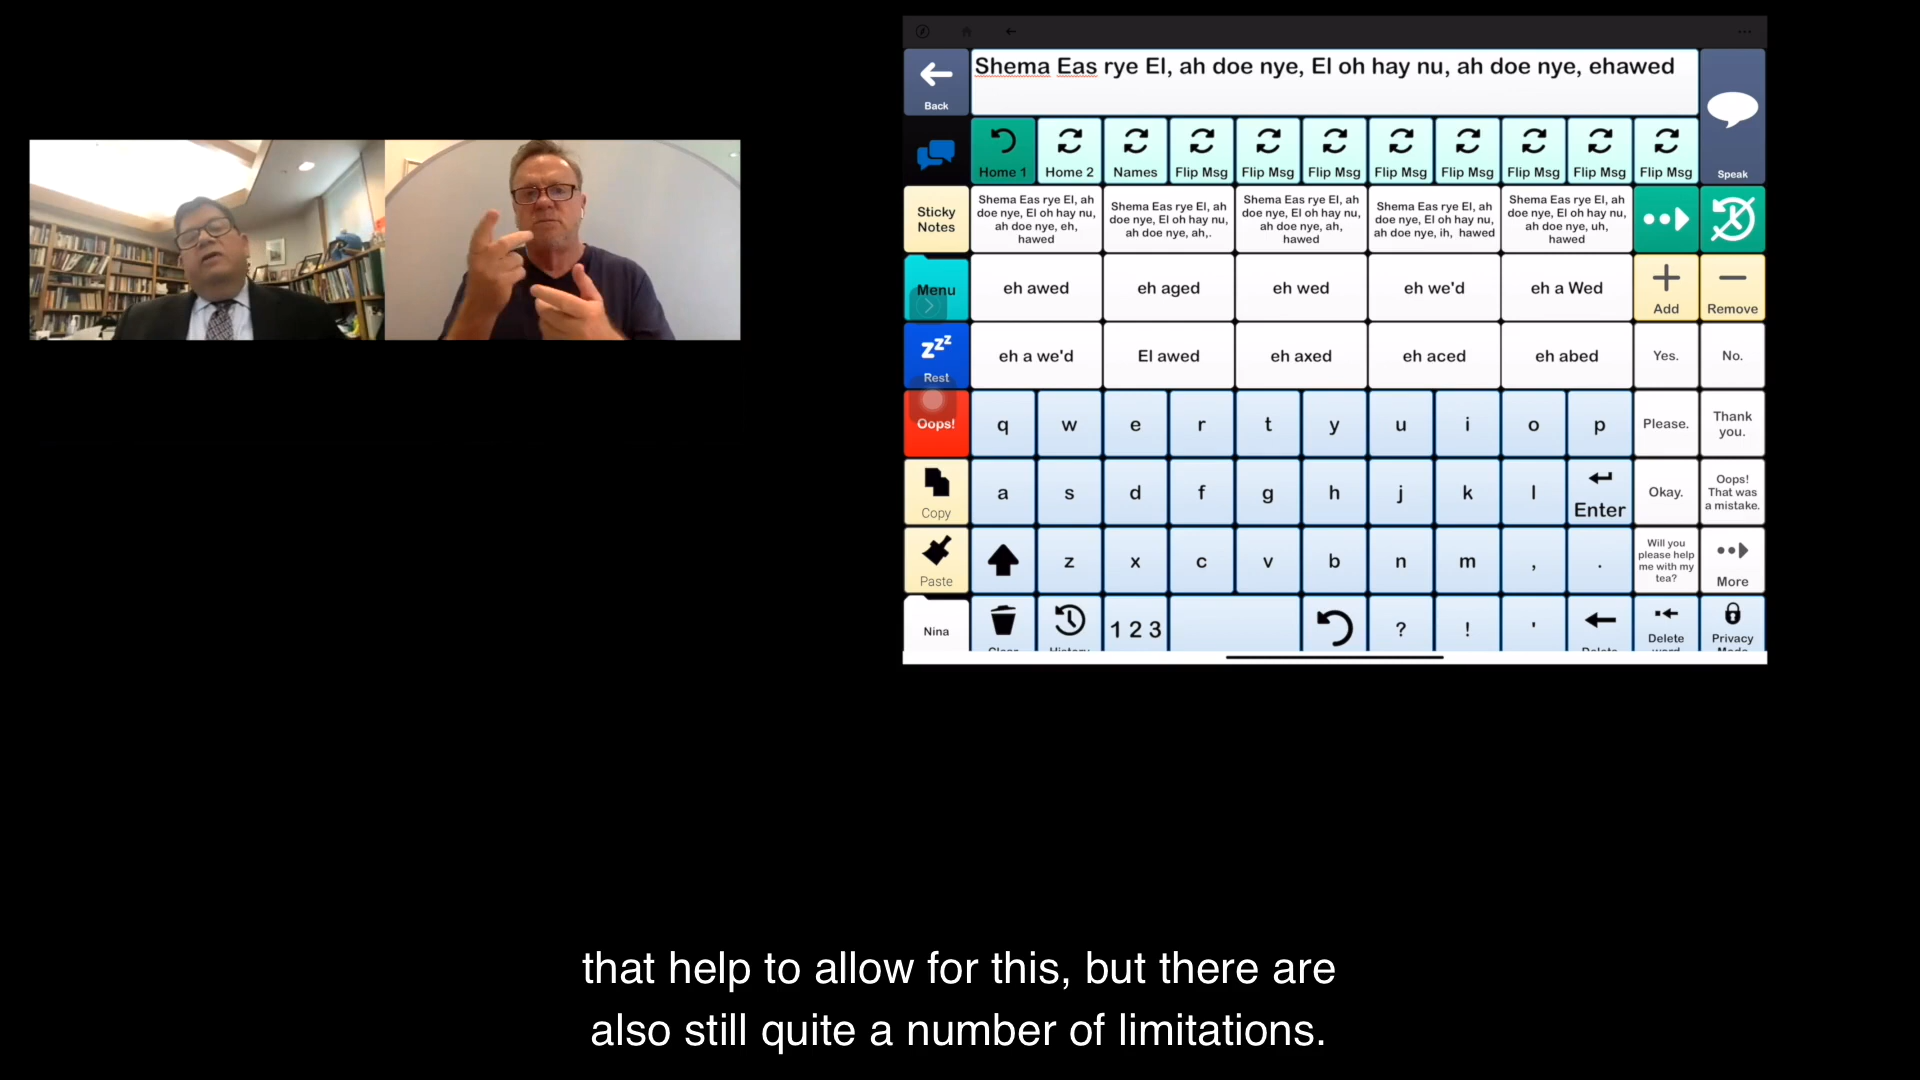 Shema Eas rye El, ah doe nye, El oh hay nu, ah doe nye, ehawed
Back
Speak
Home 1
Home 2
Names
Flip Msg
Flip Msg
Flip Msg
Flip Msg
Flip Msg
Flip Msg
Flip Msg
Flip Msg
Sticky
Notes
Shema Eas rye El, ah
doe nye, El oh hay nu,
ah doe nye, eh,
hawed
Shema Eas rye El, ah
doe nye, El oh hay nu,
ah doe nye, ah,.
Shema Eas rye El, ah
doe nye, El oh hay nu,
ah doe nye, ah,
hawed
Shema Eas rye El, ah
doe nye, El oh hay nu,
ah doe nye, ih, hawed
Shema Eas rye El, ah
doe nye, El oh hay nu,
ah doe nye, uh,
hawed
Menu
eh awed
eh aged
eh wed
eh we'd
eh a Wed
Add
Remove
zzz
Rest
eh a we'd
El awed
eh axed
eh aced
eh abed
Yes.
No.
Oops!
q w e r t y u i o p
Please.
Thank
you.
Copy
a s d f g h j k l
Enter
Okay.
Oops!
That was
a mistake.
Paste
z x c v b n m , .
Will you
please help
me with my
tea?
More
Nina
Clear
History
1 2 3
? ! '
Delete
Delete
word
Privacy
Mode
that help to allow for this, but there are
also still quite a number of limitations.